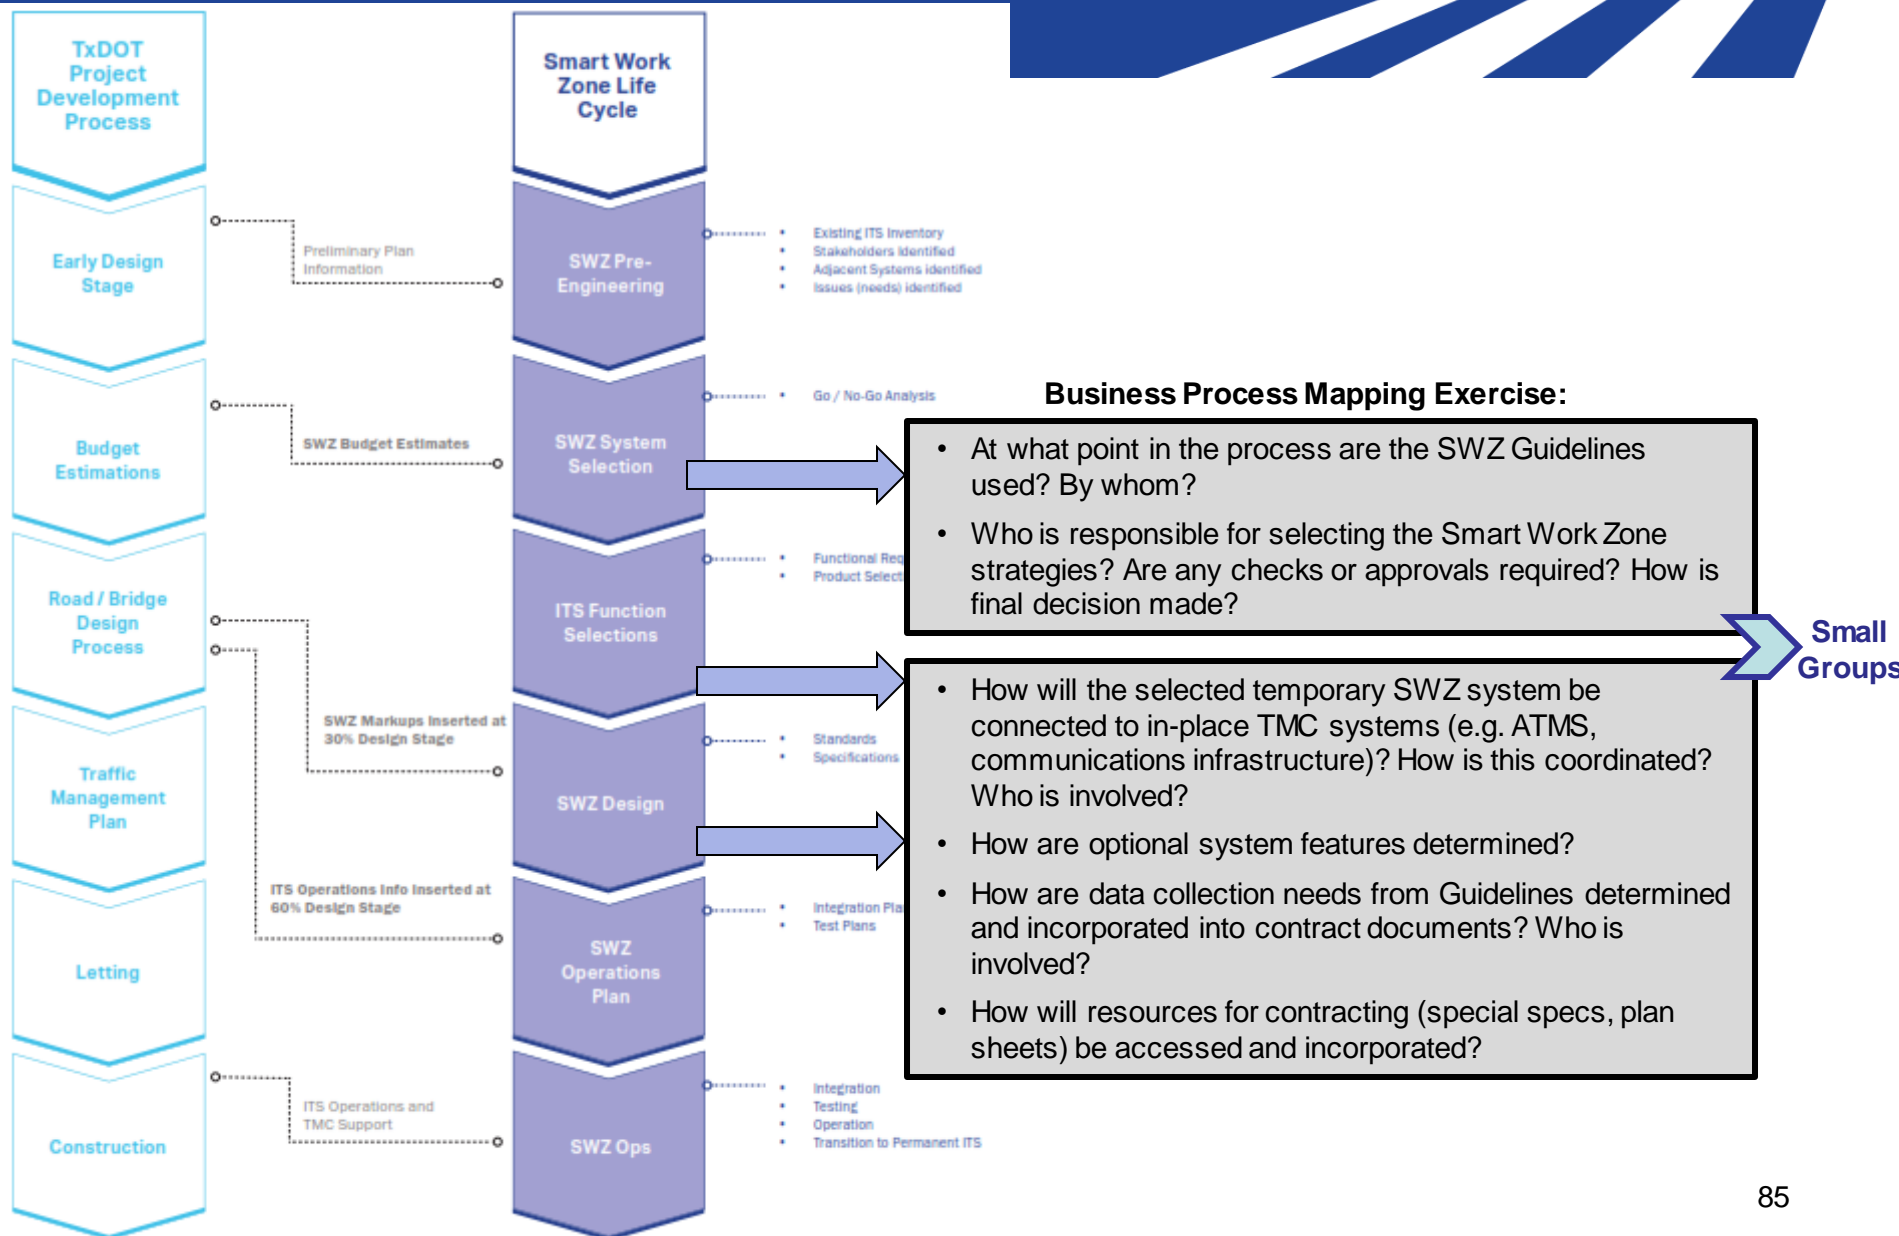 TxDOT
Project
Development
Process
Early Design
Stage
Budget
Estimations
Road / Bridge
Design
Process
Traffic
Management
Plan
Letting
Construction
Preliminary Plan
Information
SWZ Budget Estimates
SWZ Markups Inserted at
30% Design Stage
ITS Operations Info Inserted at
60% Design Stage
ITS Operations and
TMC Support
Smart Work
Zone Life
Cycle
SWZ Pre-
Engineering
SWZ System
Selection
ITS Function
Selections
SWZ Design
SWZ
Operations
Plan
SWZ Ops
• Existing ITS Inventory
• Stakeholders Identified
• Adjacent Systems identified
• Issues (needs) identified
• Go / No-Go Analysis
• Functional Req
• Product Select
• Standards
• Specifications
• Integration Plan
• Test Plans
• Integration
• Testing
• Operation
• Transition to Permanent ITS
Business Process Mapping Exercise:
• At what point in the process are the SWZ Guidelines
used? By whom?
• Who is responsible for selecting the Smart Work Zone
strategies? Are any checks or approvals required? How is
final decision made?
• How will the selected temporary SWZ system be
connected to in-place TMC systems (e.g. ATMS,
communications infrastructure)? How is this coordinated?
Who is involved?
• How are optional system features determined?
• How are data collection needs from Guidelines determined
and incorporated into contract documents? Who is
involved?
• How will resources for contracting (special specs, plan
sheets) be accessed and incorporated?
Small
Groups
85